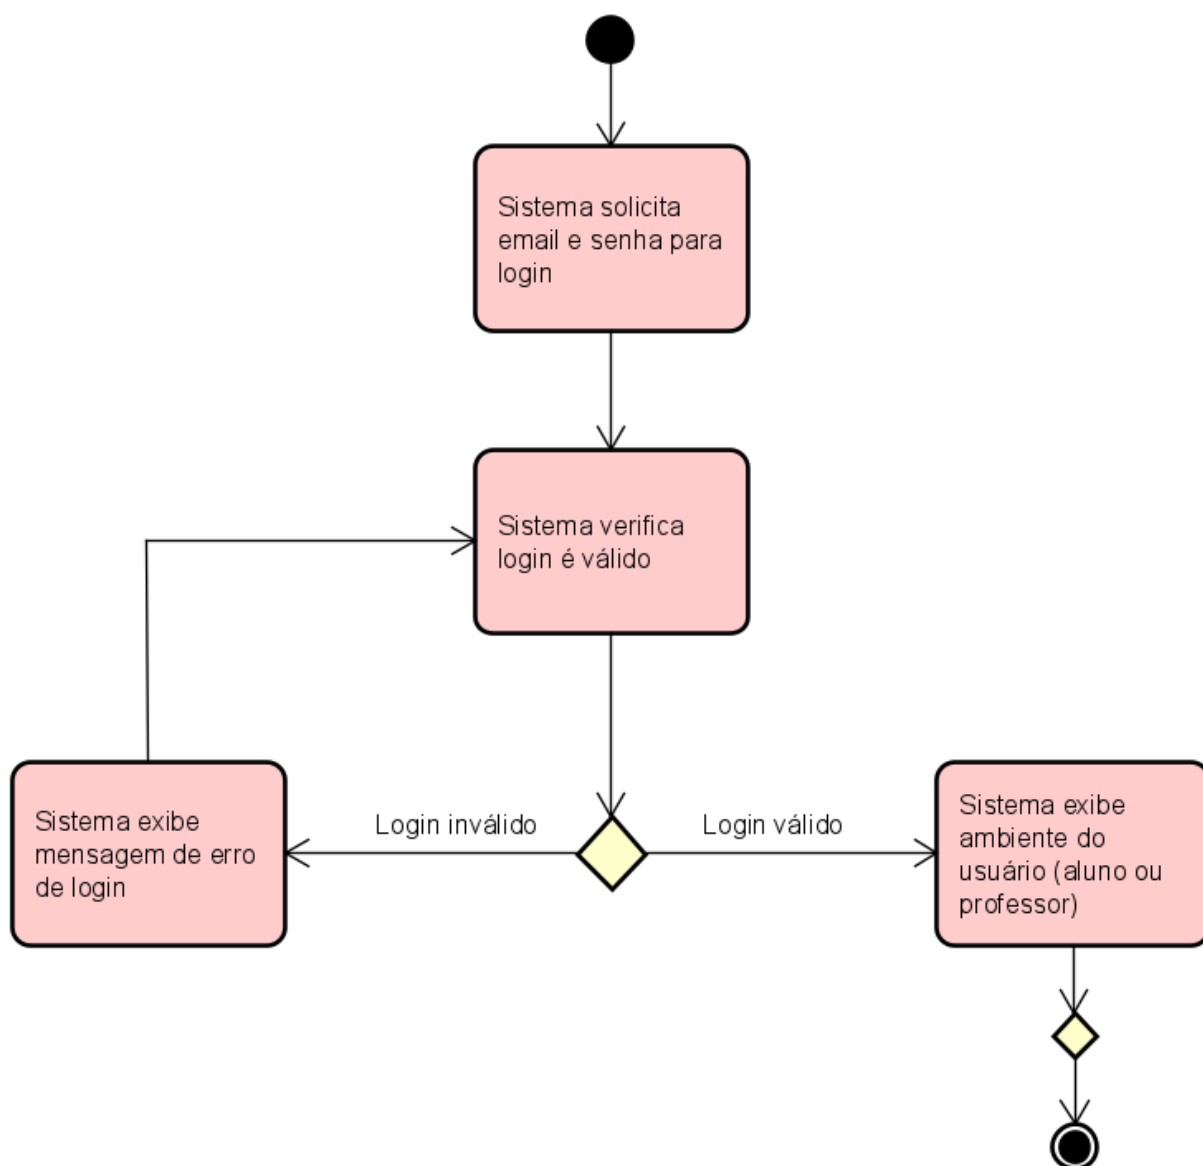 Sistema solicita
email e senha para
login
Sistema verifica
login é válido
Sistema exibe
mensagem de erro
de login
Login inválido
Login válido
Sistema exibe
ambiente do
usuário (aluno ou
professor)